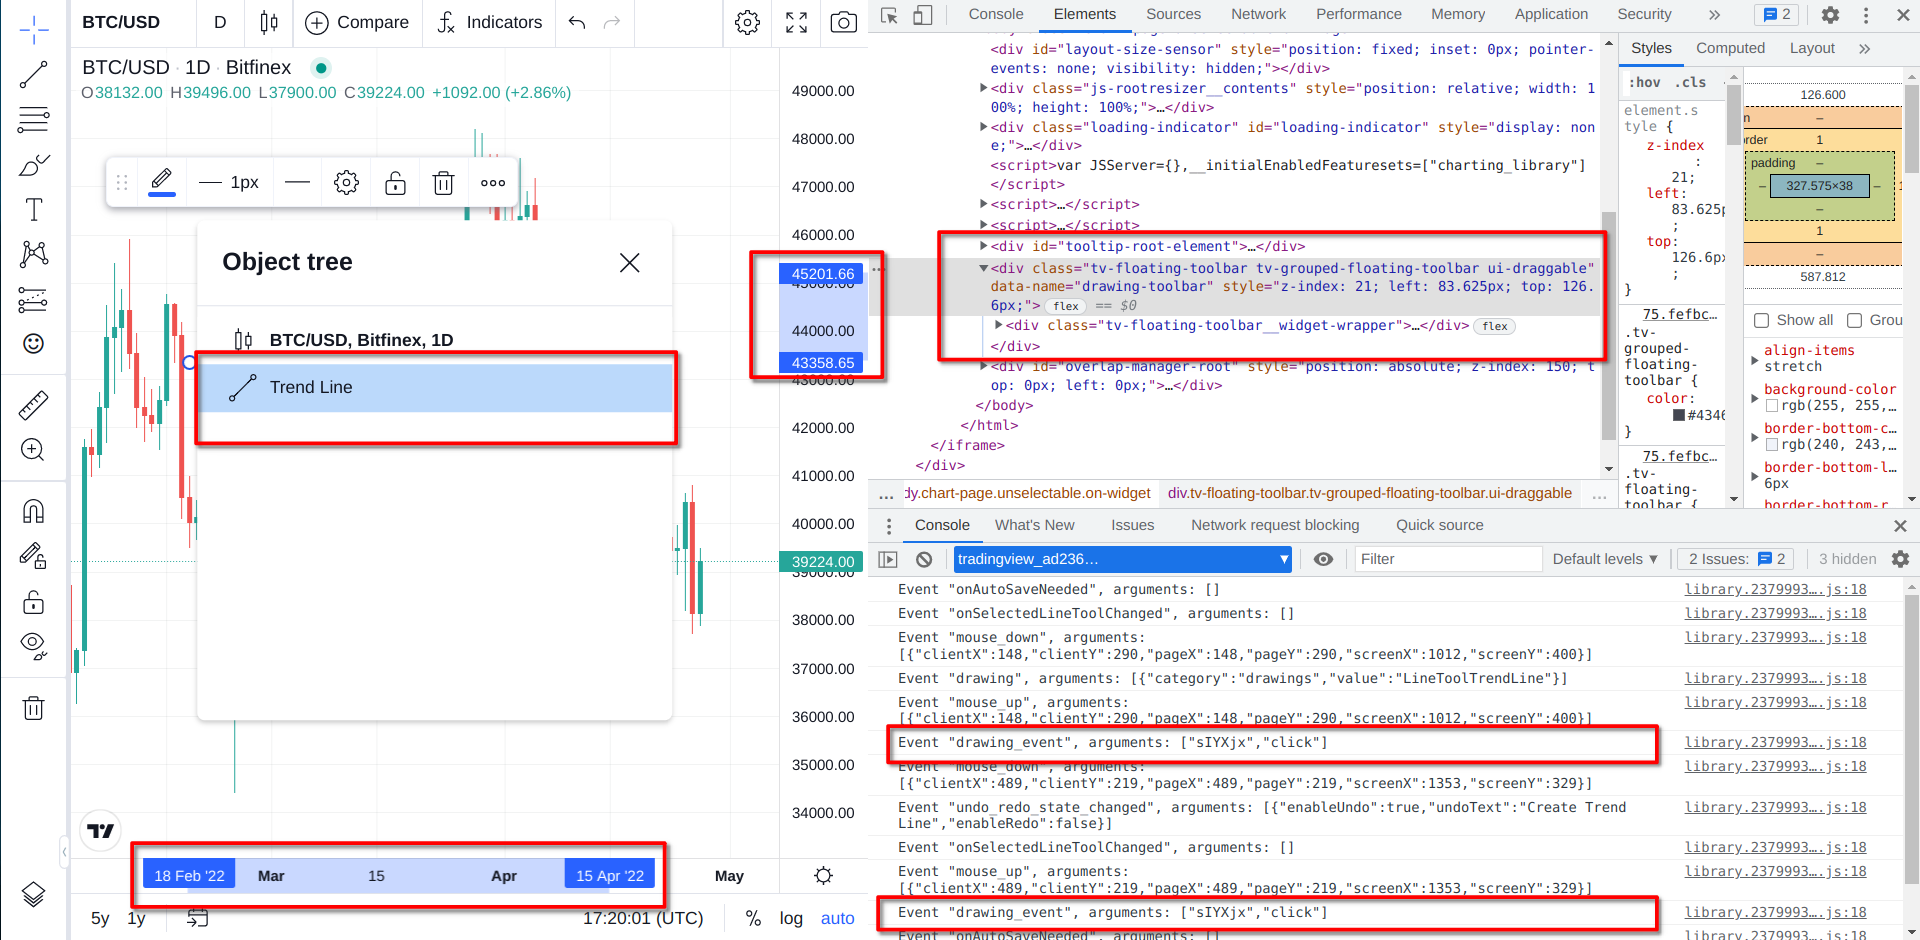 BTC/USD D Compare Indicators
BTC/USD · 1D · Bitfinex
O38132.00 H39496.00 L37900.00 C39224.00 +1092.00 (+2.86%)
1px
Object tree
BTC/USD, Bitfinex, 1D
Trend Line
49000.00
48000.00
47000.00
46000.00
45201.66
45000.00
44000.00
43358.65
43000.00
42000.00
41000.00
40000.00
39224.00
39000.00
38000.00
37000.00
36000.00
35000.00
34000.00
18 Feb '22 Mar 15 Apr 15 Apr '22 May
5y 1y 17:20:01 (UTC) % log auto
Console Elements Sources Network Performance Memory Application Security » 2
<div id="layout-size-sensor" style="position: fixed; inset: 0px; pointer-
events: none; visibility: hidden;"></div>
<div class="js-rootresizer__contents" style="position: relative; width: 1
00%; height: 100%;">…</div>
<div class="loading-indicator" id="loading-indicator" style="display: non
e;">…</div>
<script>var JSServer={},__initialEnabledFeaturesets=["charting_library"]
</script>
<script>…</script>
<script>…</script>
<div id="tooltip-root-element">…</div>
<div class="tv-floating-toolbar tv-grouped-floating-toolbar ui-draggable"
data-name="drawing-toolbar" style="z-index: 21; left: 83.625px; top: 126.
6px;"> flex == $0
<div class="tv-floating-toolbar__widget-wrapper">…</div> flex
</div>
<div id="overlap-manager-root" style="position: absolute; z-index: 150; t
op: 0px; left: 0px;">…</div>
</body>
</html>
</iframe>
</div>
… dy.chart-page.unselectable.on-widget div.tv-floating-toolbar.tv-grouped-floating-toolbar.ui-draggable …
Styles Computed Layout »
:hov .cls
element.s
tyle {
z-index
:
21;
left:
83.625p
;
top:
126.6px
;
}
75.fefbc…
.tv-
grouped-
floating-
toolbar {
color:
#4346
}
75.fefbc…
.tv-
floating-
toolbar {
126.600
n –
rder 1
padding –
– 327.575×38 –
–
1
–
587.812
Show all Grou
align-items
stretch
background-color
rgb(255, 255,…
border-bottom-c…
rgb(240, 243,…
border-bottom-l…
6px
border-bottom-r…
Console What's New Issues Network request blocking Quick source
tradingview_ad236… Filter Default levels 2 Issues: 2 3 hidden
Event "onAutoSaveNeeded", arguments: [] library.2379993….js:18
Event "onSelectedLineToolChanged", arguments: [] library.2379993….js:18
Event "mouse_down", arguments: library.2379993….js:18
[{"clientX":148,"clientY":290,"pageX":148,"pageY":290,"screenX":1012,"screenY":400}]
Event "drawing", arguments: [{"category":"drawings","value":"LineToolTrendLine"}] library.2379993….js:18
Event "mouse_up", arguments: library.2379993….js:18
[{"clientX":148,"clientY":290,"pageX":148,"pageY":290,"screenX":1012,"screenY":400}]
Event "drawing_event", arguments: ["sIYXjx","click"] library.2379993….js:18
Event "mouse_down", arguments: library.2379993….js:18
[{"clientX":489,"clientY":219,"pageX":489,"pageY":219,"screenX":1353,"screenY":329}]
Event "undo_redo_state_changed", arguments: [{"enableUndo":true,"undoText":"Create Trend library.2379993….js:18
Line","enableRedo":false}]
Event "onSelectedLineToolChanged", arguments: [] library.2379993….js:18
Event "mouse_up", arguments: library.2379993….js:18
[{"clientX":489,"clientY":219,"pageX":489,"pageY":219,"screenX":1353,"screenY":329}]
Event "drawing_event", arguments: ["sIYXjx","click"] library.2379993….js:18
Event "onAutoSaveNeeded", arguments: [] library.2379993….js:18